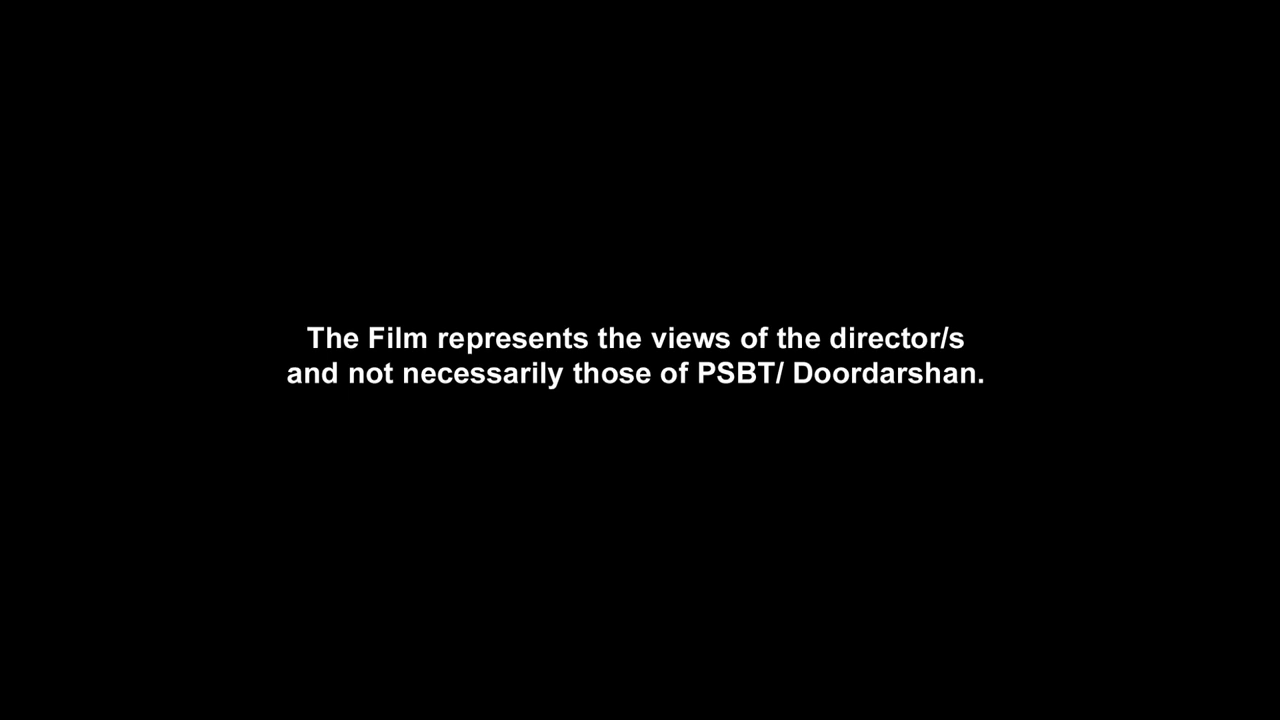 The Film represents the views of the director/s
and not necessarily those of PSBT/ Doordarshan.